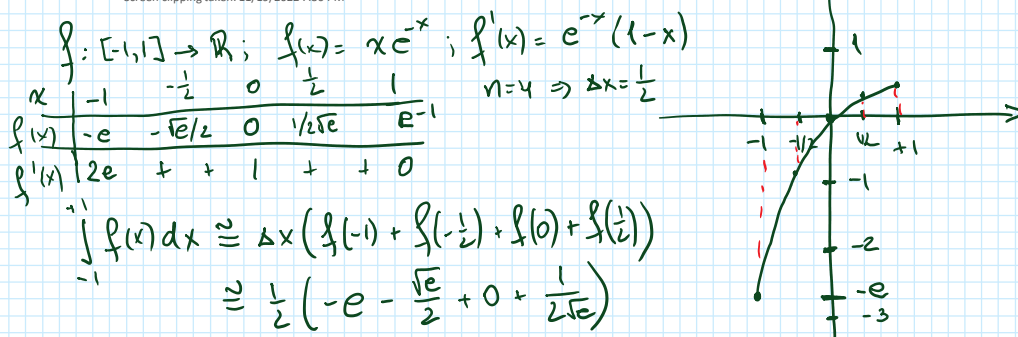 f: [-1,1] → ℝ; f(x) = x e^{-x} ; f'(x) = e^{-x} (1-x)
n=4 ⇒ Δx = 1/2
x | -1 -1/2 0 1/2 1
f(x) | -e -√e/2 0 1/2√e e^{-1}
f'(x) | 2e + + 1 + + 0
∫_{-1}^{+1} f(x) dx ≅ Δx ( f(-1) + f(-1/2) + f(0) + f(1/2) )
≅ 1/2 ( -e - √e/2 + 0 + 1/(2√e) )
1
-1 -1/2 1/2 +1
-1
-2
-e
-3